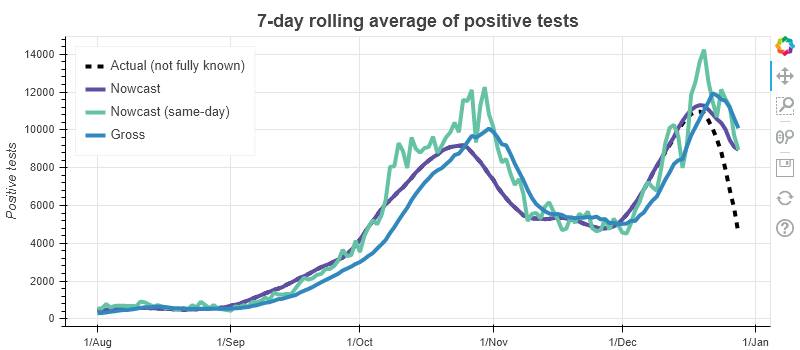 7-day rolling average of positive tests
14000
12000
10000
8000
6000
4000
2000
0
Positive tests
Actual (not fully known)
Nowcast
Nowcast (same-day)
Gross
1/Aug
1/Sep
1/Oct
1/Nov
1/Dec
1/Jan